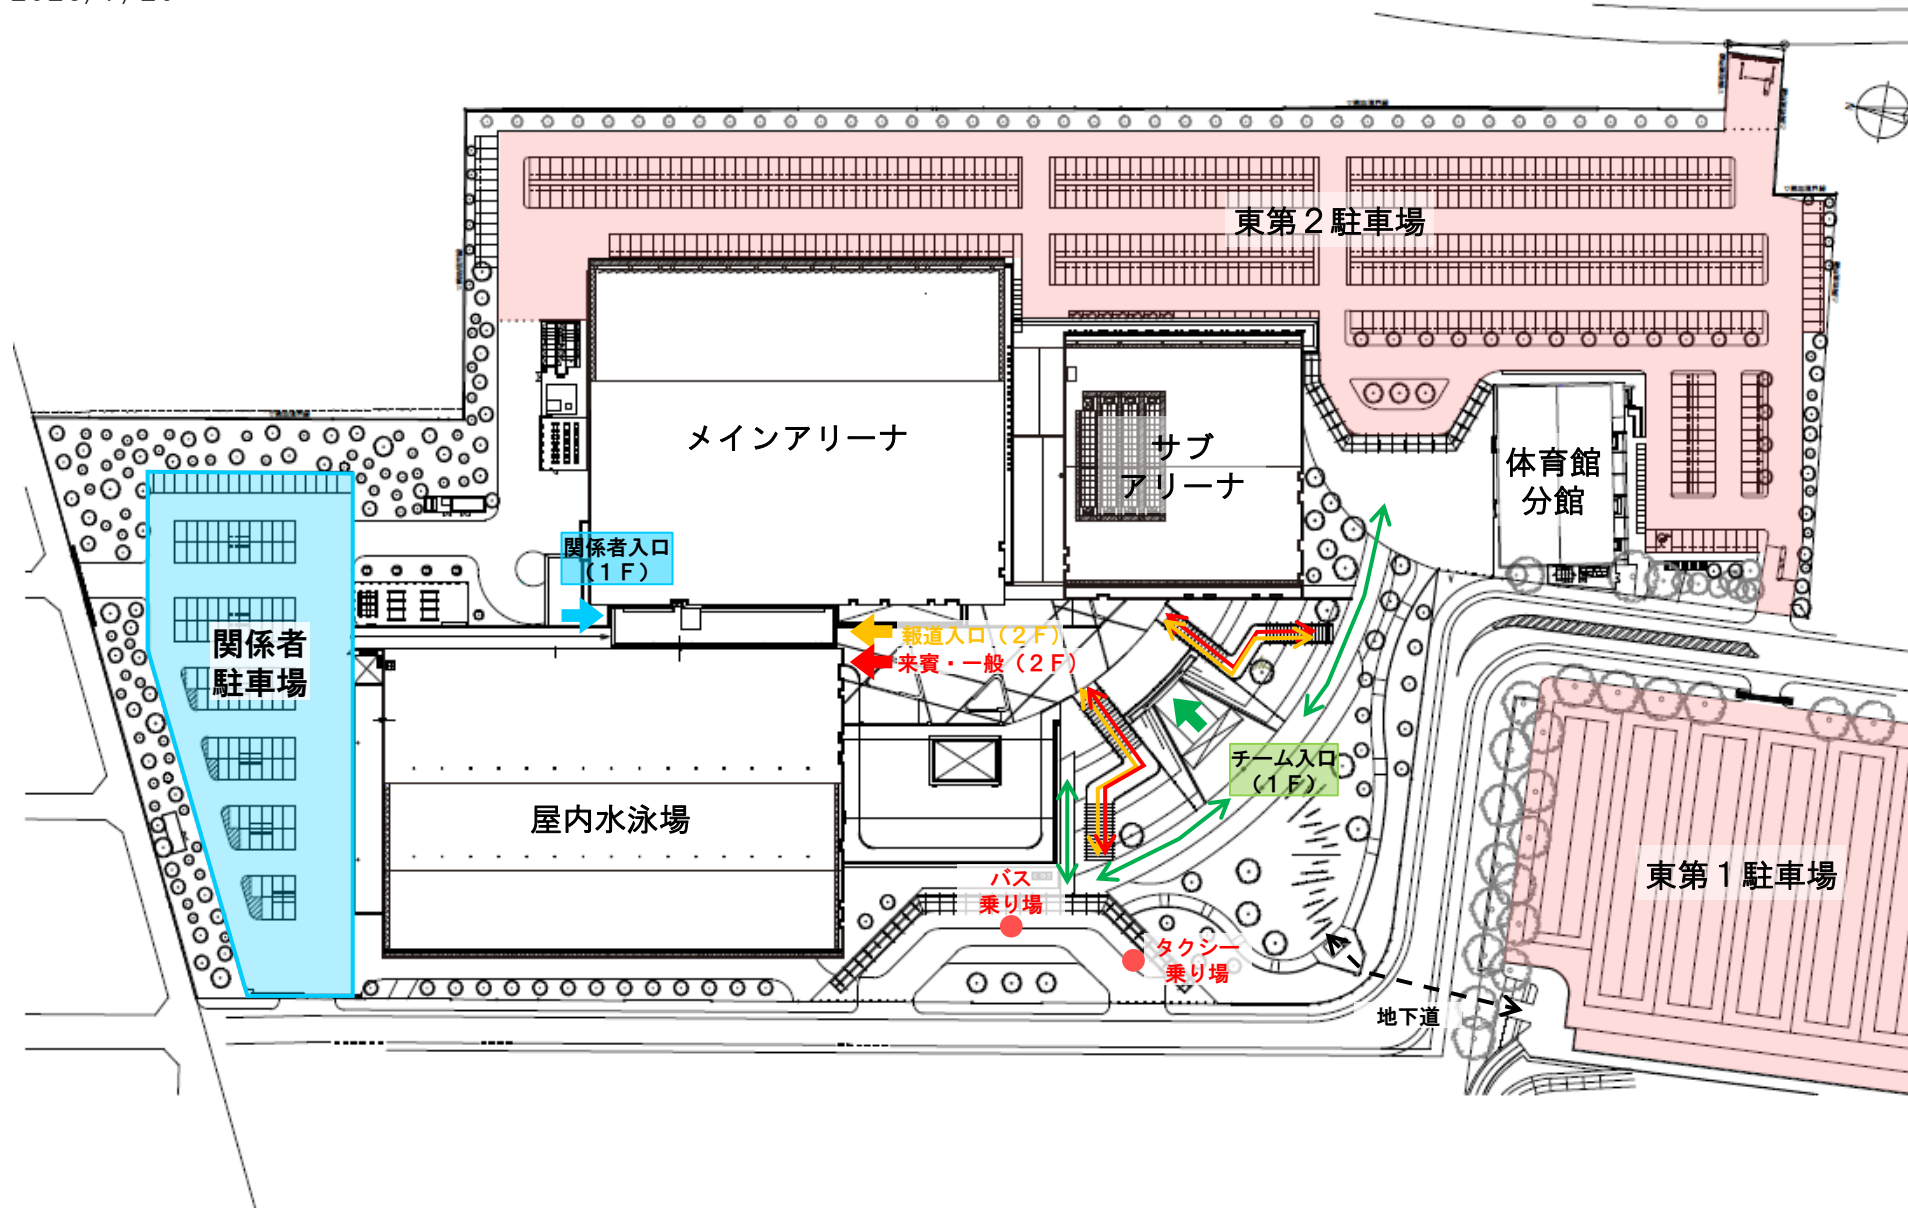 東第２駐車場
メインアリーナ
サブ
アリーナ
体育館
分館
関係者入口
（１Ｆ）
関係者
駐車場
報道入口（２Ｆ）
来賓・一般（２Ｆ）
チーム入口
（１Ｆ）
屋内水泳場
バス
乗り場
タクシー
乗り場
東第１駐車場
地下道